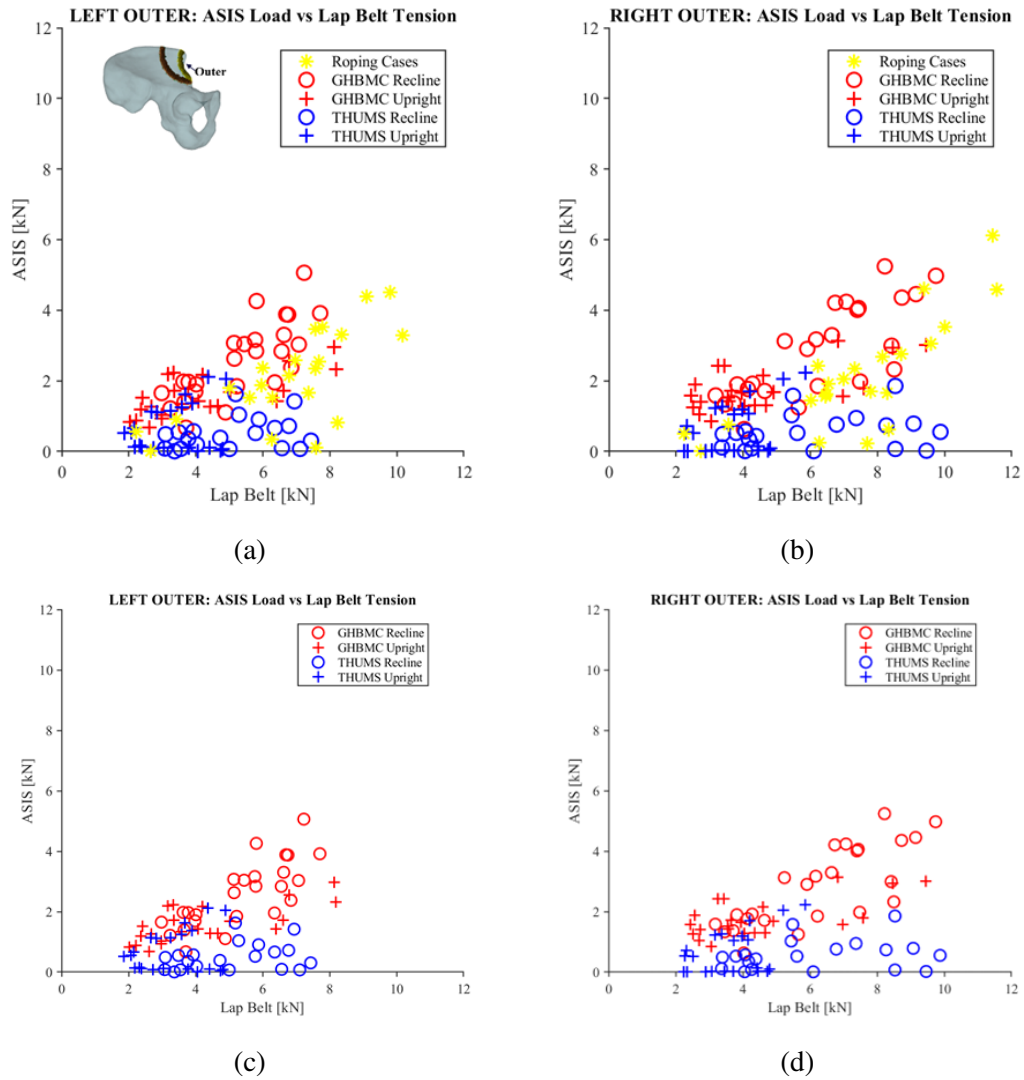 LEFT OUTER: ASIS Load vs Lap Belt Tension
12
10
8
6
4
2
0
ASIS [kN]
Outer
Roping Cases
GHBMC Recline
GHBMC Upright
THUMS Recline
THUMS Upright
0 2 4 6 8 10 12
Lap Belt [kN]
(a)
RIGHT OUTER: ASIS Load vs Lap Belt Tension
12
10
8
6
4
2
0
ASIS [kN]
Roping Cases
GHBMC Recline
GHBMC Upright
THUMS Recline
THUMS Upright
0 2 4 6 8 10 12
Lap Belt [kN]
(b)
LEFT OUTER: ASIS Load vs Lap Belt Tension
12
10
8
6
4
2
0
ASIS [kN]
GHBMC Recline
GHBMC Upright
THUMS Recline
THUMS Upright
0 2 4 6 8 10 12
Lap Belt [kN]
(c)
RIGHT OUTER: ASIS Load vs Lap Belt Tension
12
10
8
6
4
2
0
ASIS [kN]
GHBMC Recline
GHBMC Upright
THUMS Recline
THUMS Upright
0 2 4 6 8 10 12
Lap Belt [kN]
(d)